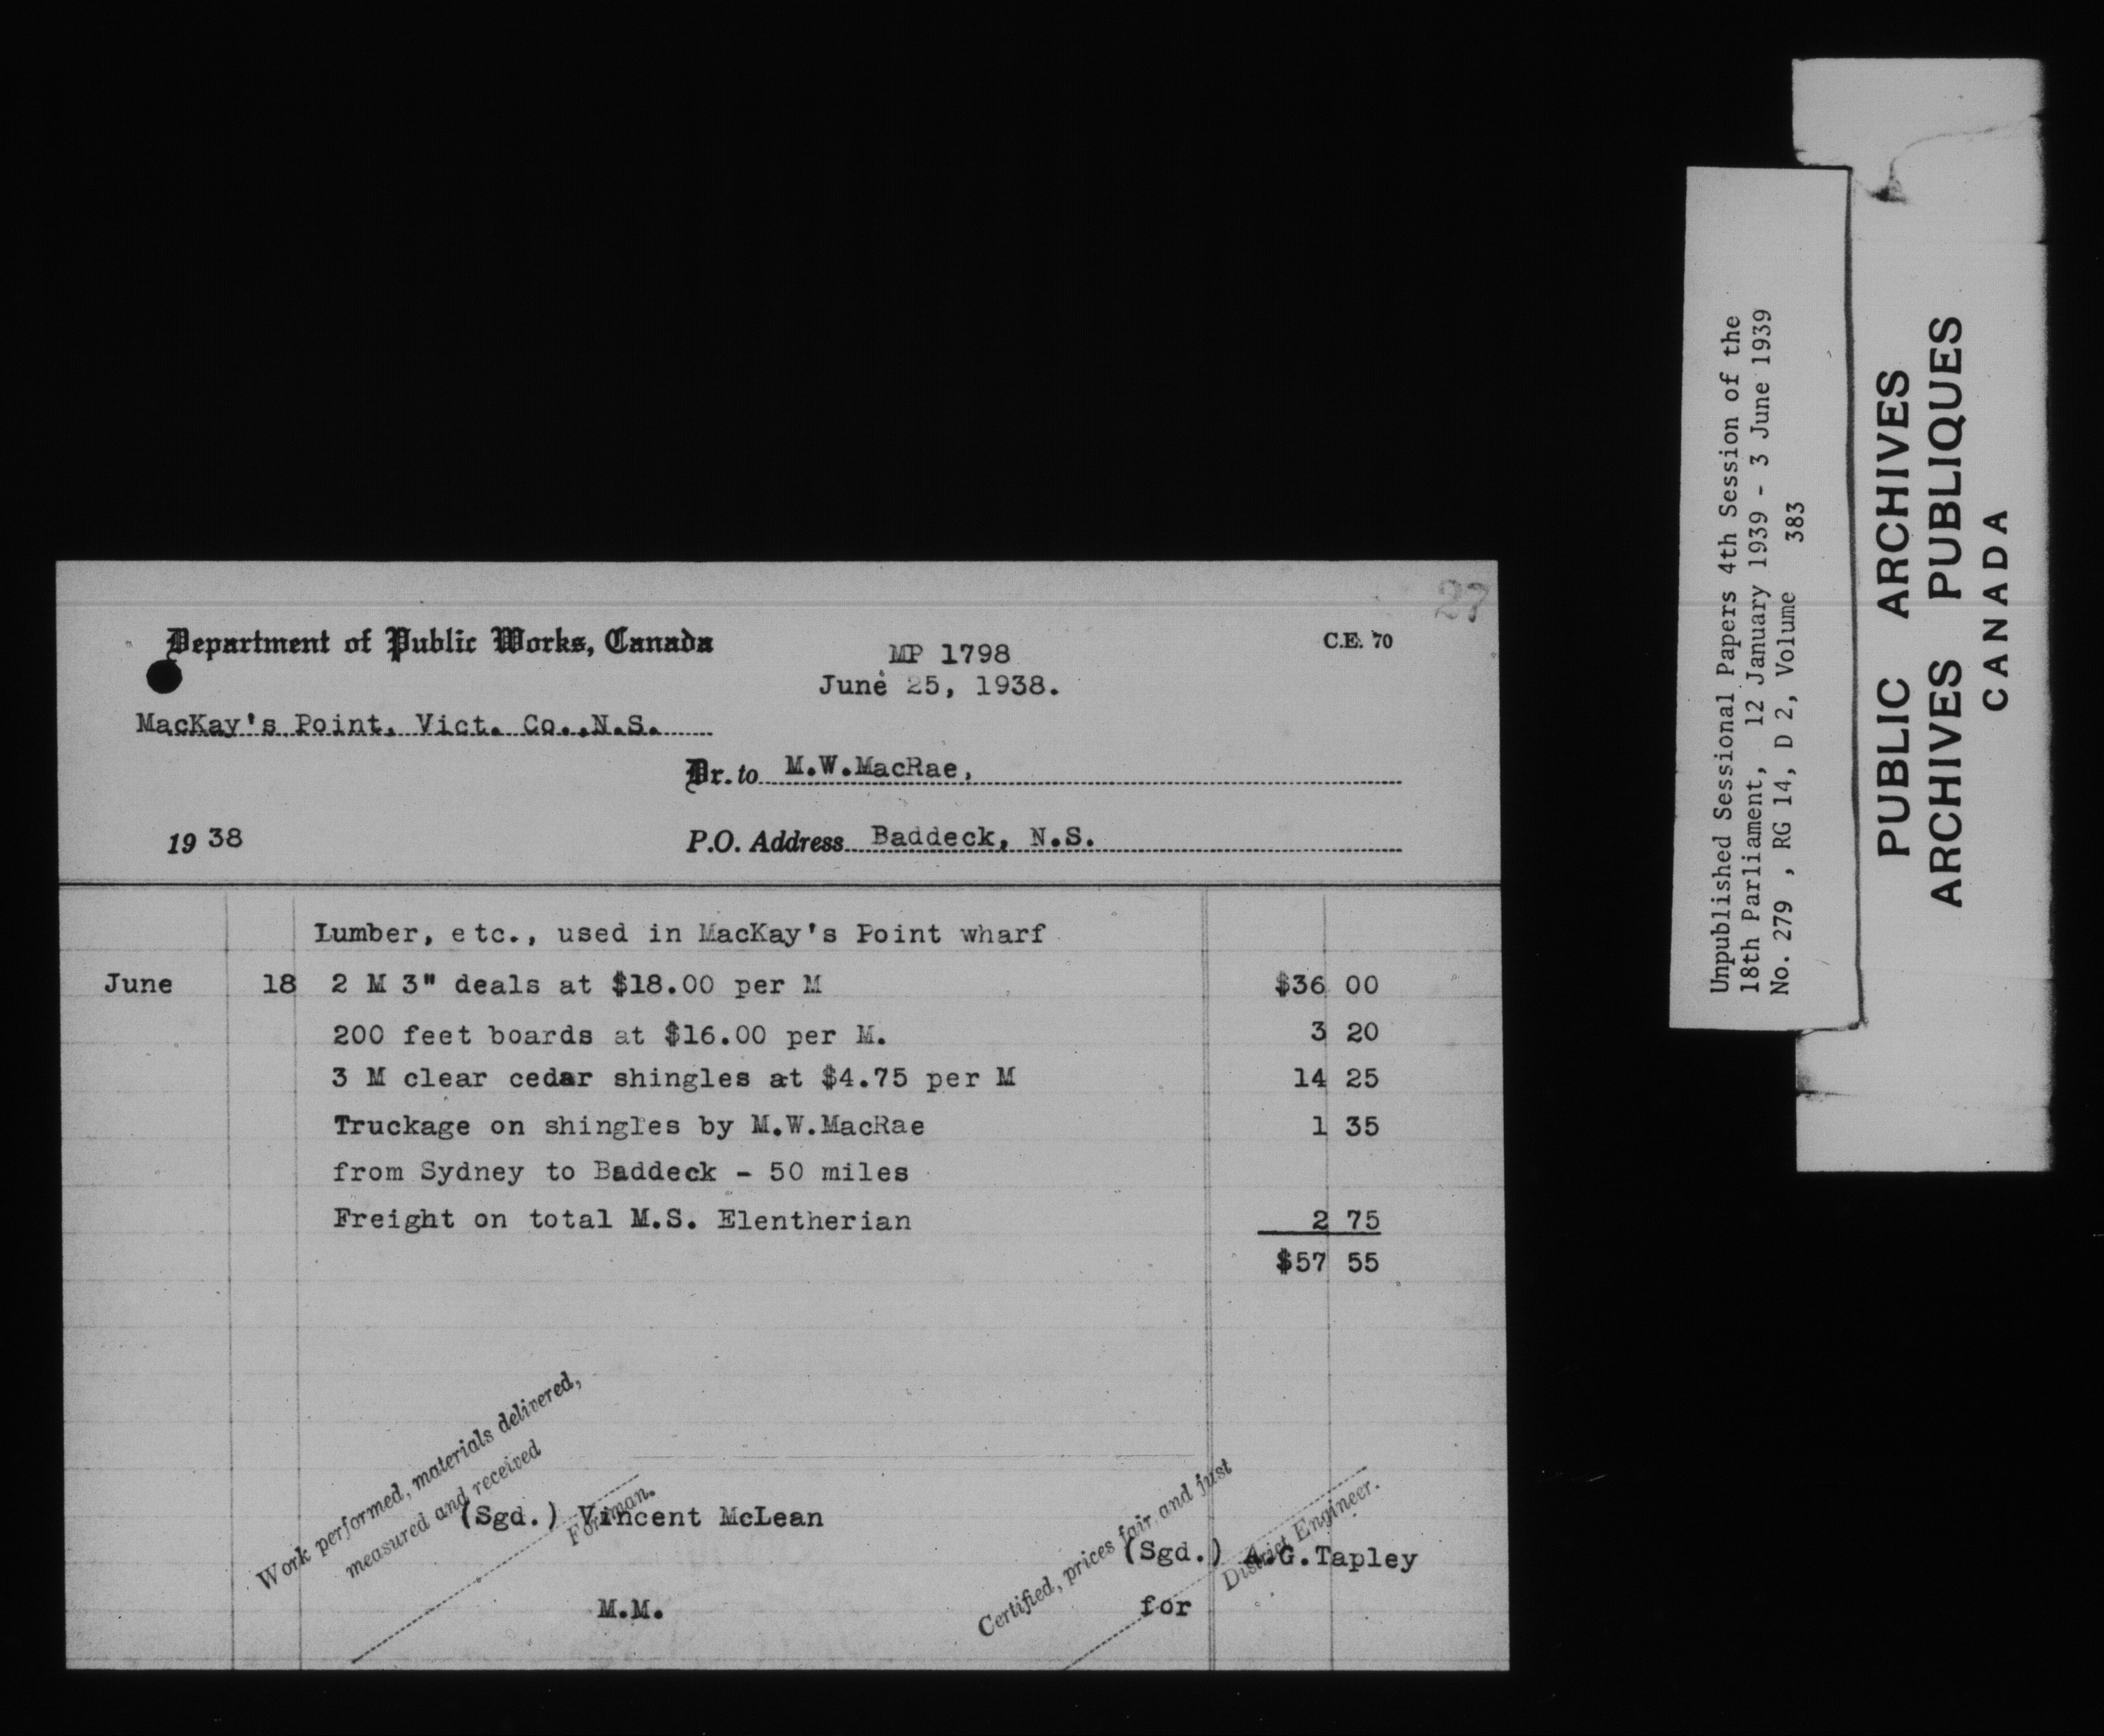 27
Department of Public Works, Canada
C.E. 70
MP 1798
June 25, 1938.
MacKay's Point, Vict. Co.,N.S.
Dr. to M.W.MacRae,
1938 P.O. Address Baddeck, N.S.
Lumber, etc., used in MacKay's Point wharf
June 18 2 M 3" deals at $18.00 per M $36 00
200 feet boards at $16.00 per M. 3 20
3 M clear cedar shingles at $4.75 per M 14 25
Truckage on shingles by M.W.MacRae 1 35
from Sydney to Baddeck - 50 miles
Freight on total M.S. Elentherian 2 75
$57 55
Work performed, materials delivered,
measured and received
(Sgd.) Vincent McLean
Foreman.
M.M.
Certified, prices fair and just
(Sgd.) A.G.Tapley
District Engineer.
for
Unpublished Sessional Papers 4th Session of the
18th Parliament, 12 January 1939 - 3 June 1939
No. 279 , RG 14, D 2, Volume 383
PUBLIC ARCHIVES
ARCHIVES PUBLIQUES
CANADA